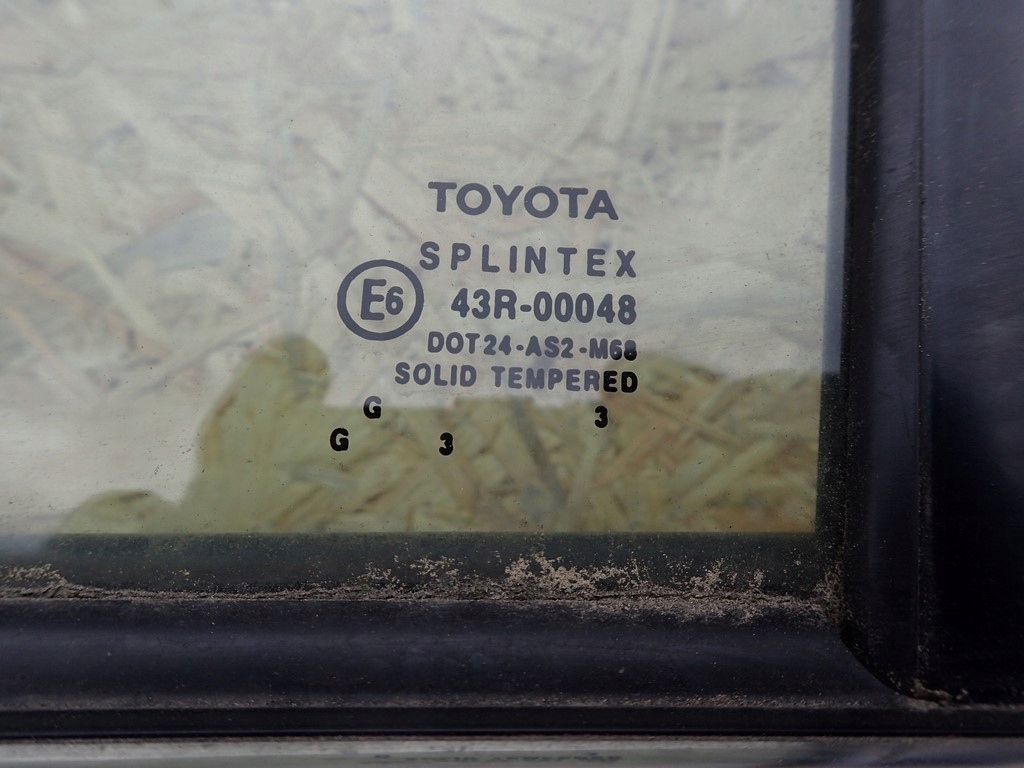 TOYOTA
SPLINTEX
E6 43R-00048
DOT24-AS2-M68
SOLID TEMPERED
G 3
G 3